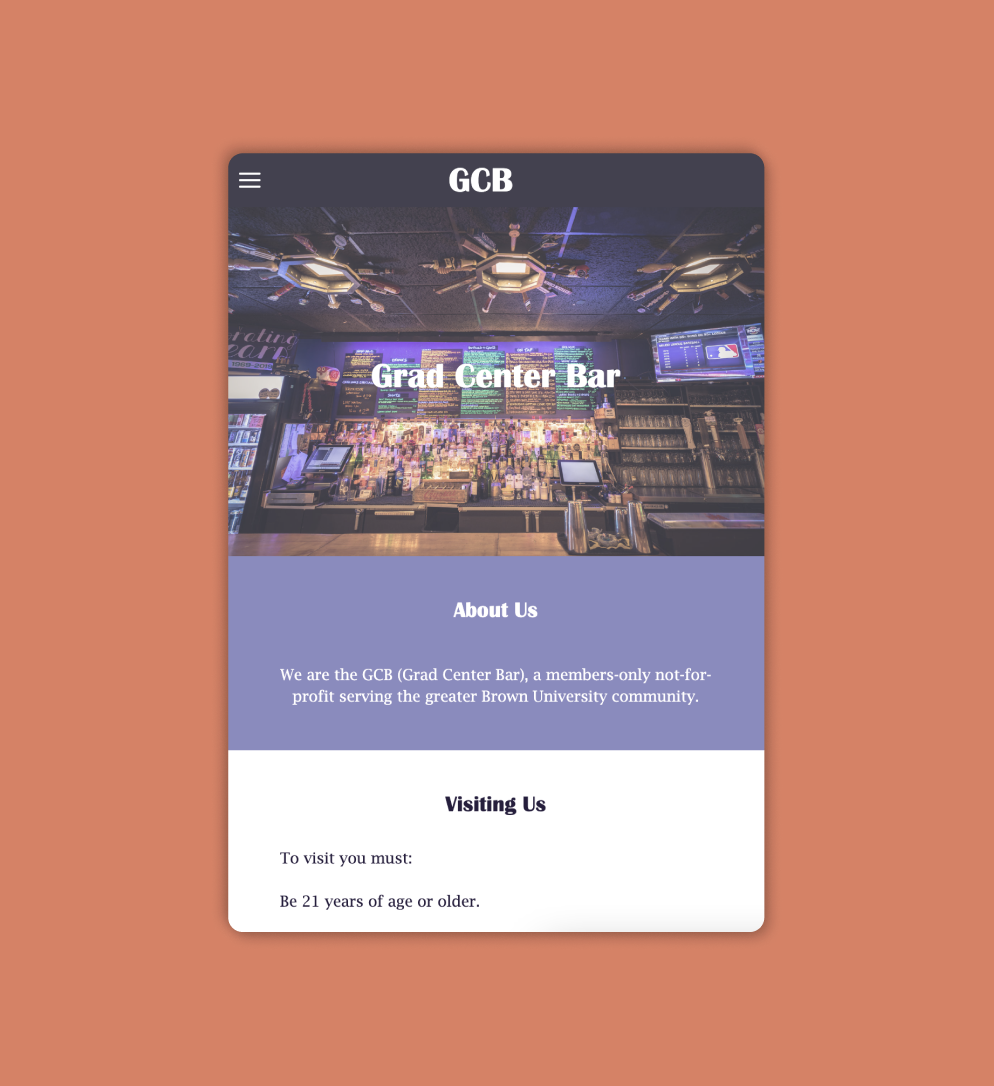 GCB
Grad Center Bar
About Us
We are the GCB (Grad Center Bar), a members-only not-for-
profit serving the greater Brown University community.
Visiting Us
To visit you must:
Be 21 years of age or older.